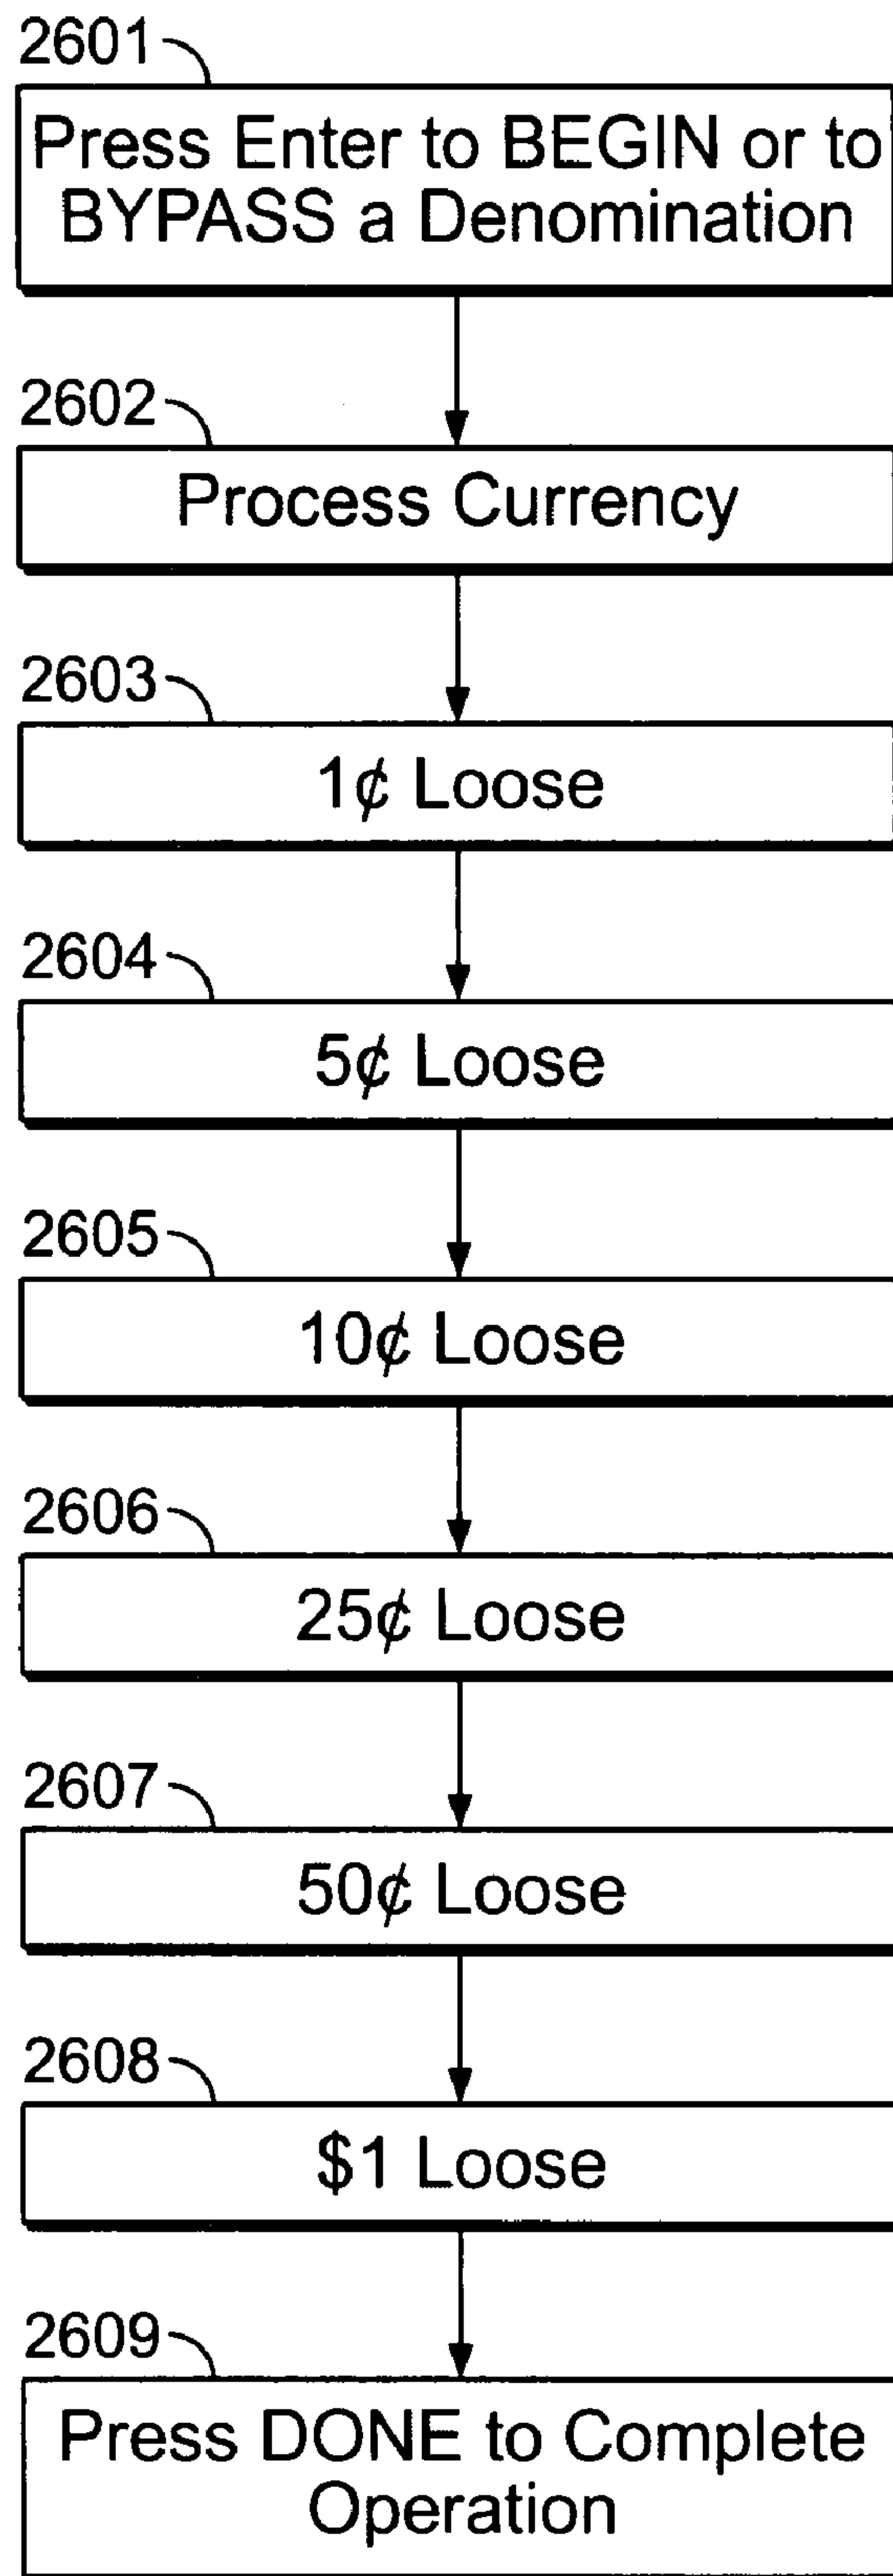 2601
Press Enter to BEGIN or to
BYPASS a Denomination
2602
Process Currency
2603
1¢ Loose
2604
5¢ Loose
2605
10¢ Loose
2606
25¢ Loose
2607
50¢ Loose
2608
$1 Loose
2609
Press DONE to Complete
Operation